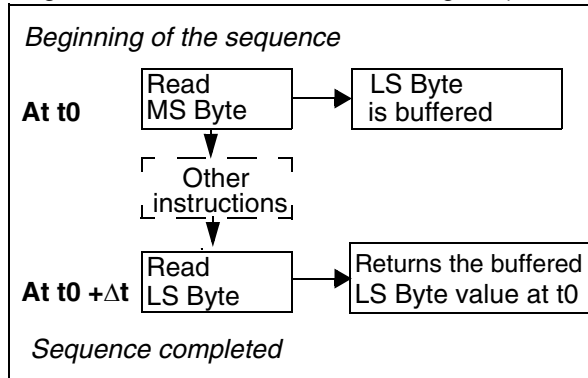 Beginning of the sequence
At t0
Read
MS Byte
LS Byte
is buffered
Other
instructions
At t0 +Δt
Read
LS Byte
Returns the buffered
LS Byte value at t0
Sequence completed